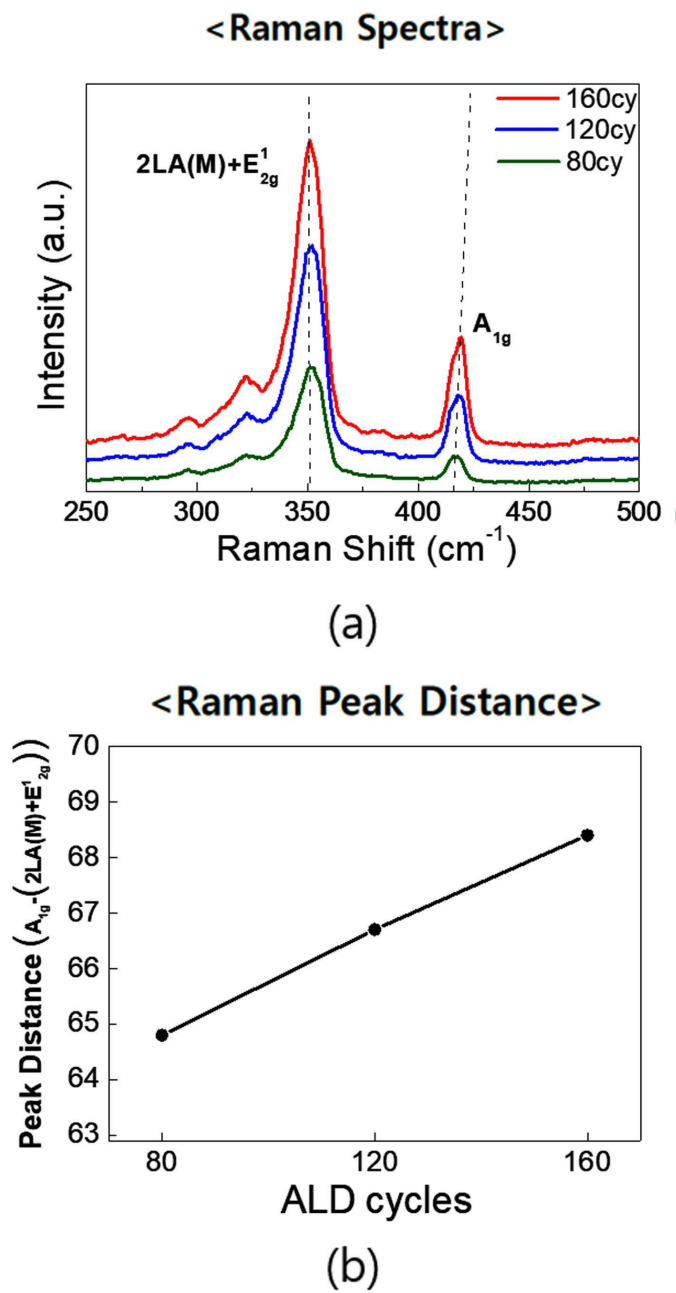 <Raman Spectra>
160cy
120cy
80cy
2LA(M)+E¹2g
A1g
Intensity (a.u.)
250 300 350 400 450 500
Raman Shift (cm⁻¹)
(a)
<Raman Peak Distance>
Peak Distance (A1g-(2LA(M)+E¹2g))
70
69
68
67
66
65
64
63
80 120 160
ALD cycles
(b)